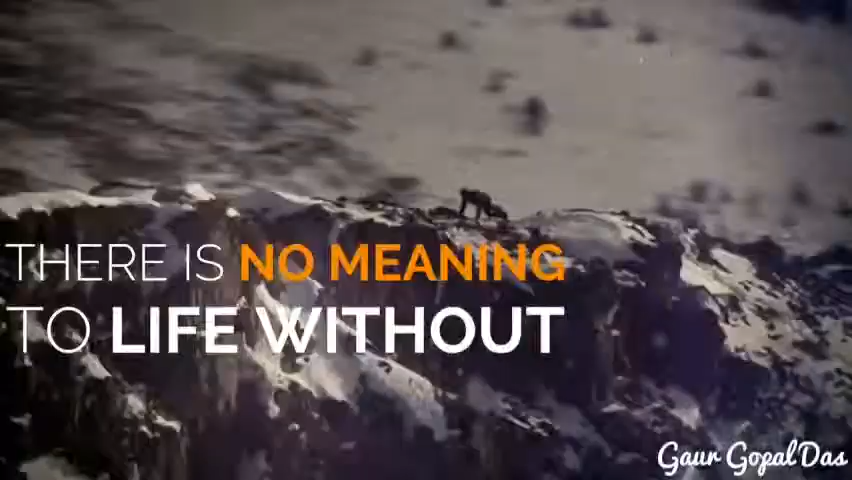 THERE IS NO MEANING
TO LIFE WITHOUT
Gaur Gopal Das